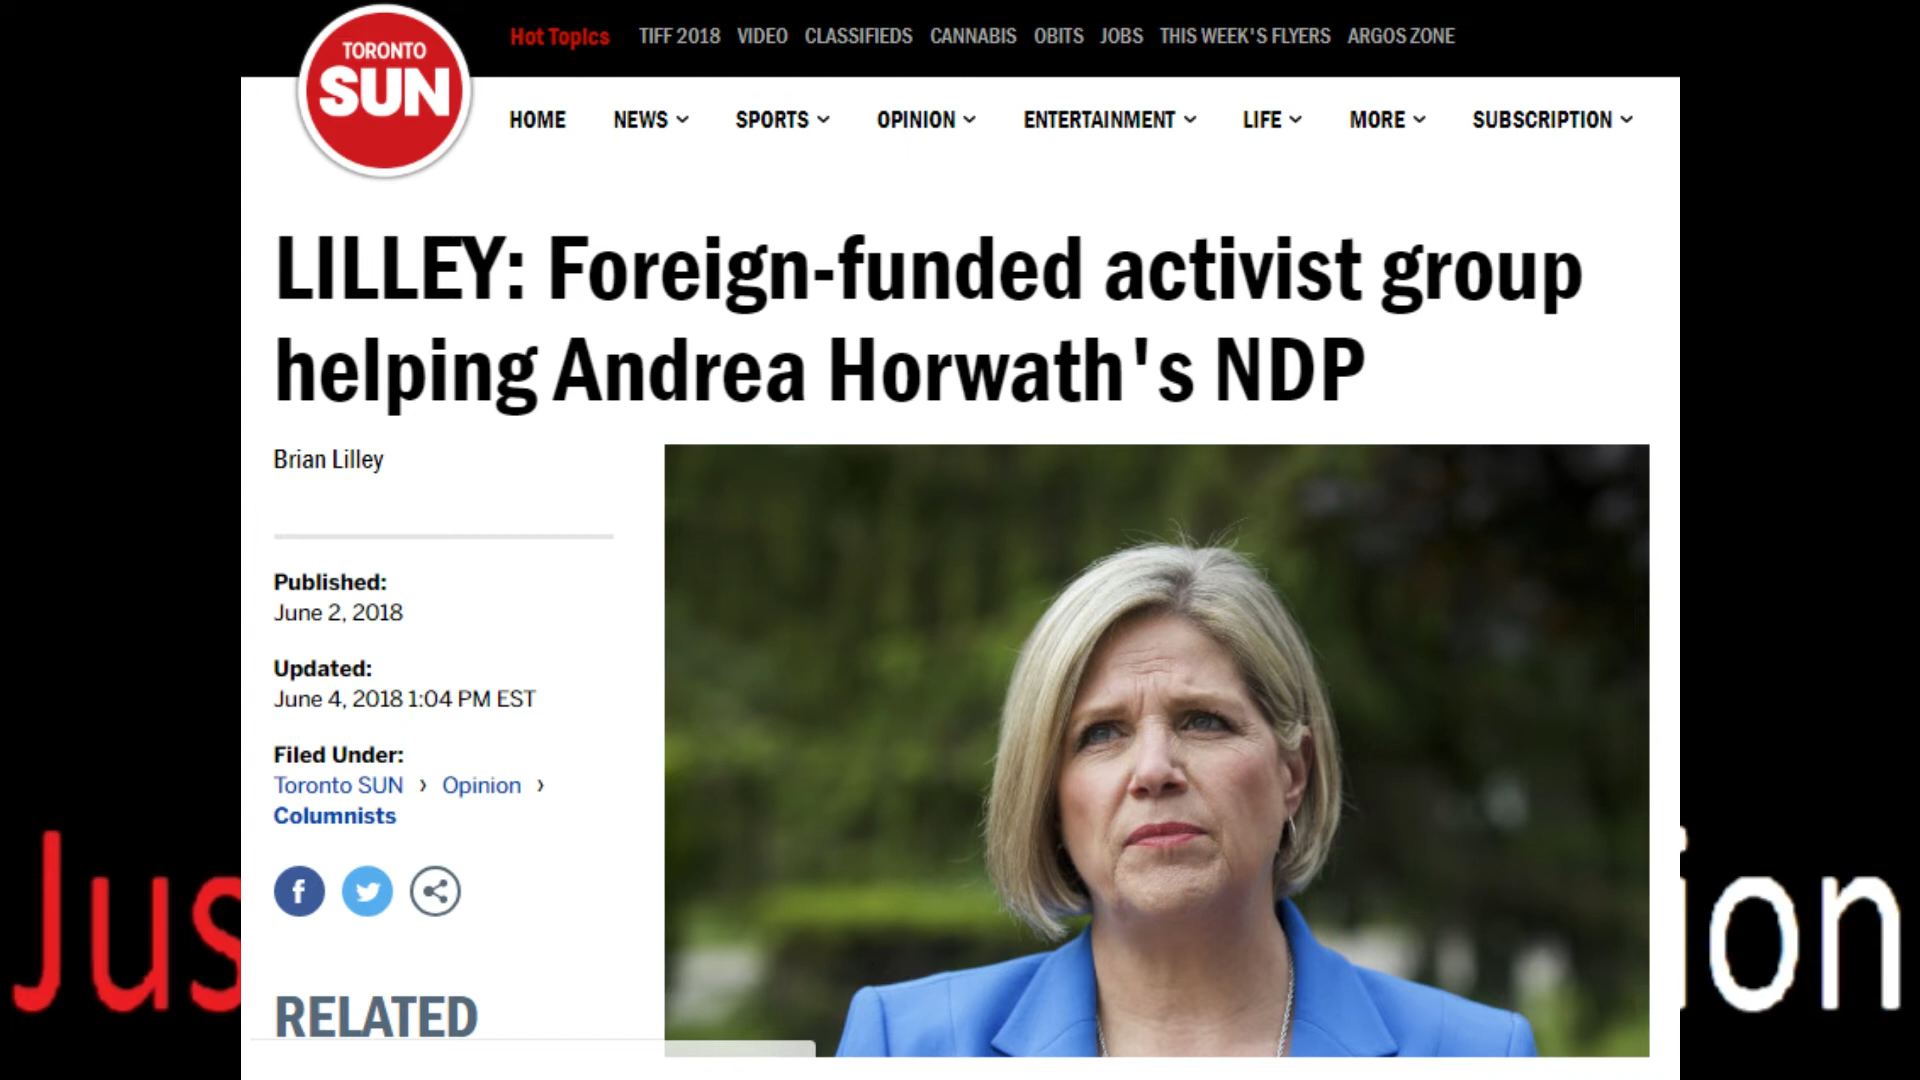 TORONTO
SUN
Hot Topics TIFF 2018 VIDEO CLASSIFIEDS CANNABIS OBITS JOBS THIS WEEK'S FLYERS ARGOS ZONE
HOME NEWS SPORTS OPINION ENTERTAINMENT LIFE MORE SUBSCRIPTION
LILLEY: Foreign-funded activist group
helping Andrea Horwath's NDP
Brian Lilley
Published:
June 2, 2018
Updated:
June 4, 2018 1:04 PM EST
Filed Under:
Toronto SUN › Opinion ›
Columnists
f
Jus
ion
RELATED